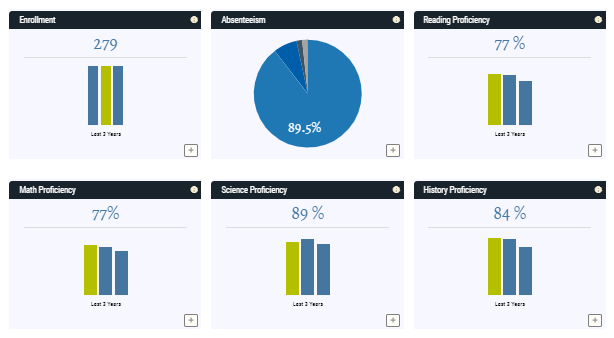 Enrollment
279
Last 3 Years
Absenteeism
89.5%
Reading Proficiency
77 %
Last 3 Years
Math Proficiency
77%
Last 3 Years
Science Proficiency
89 %
Last 3 Years
History Proficiency
84 %
Last 3 Years